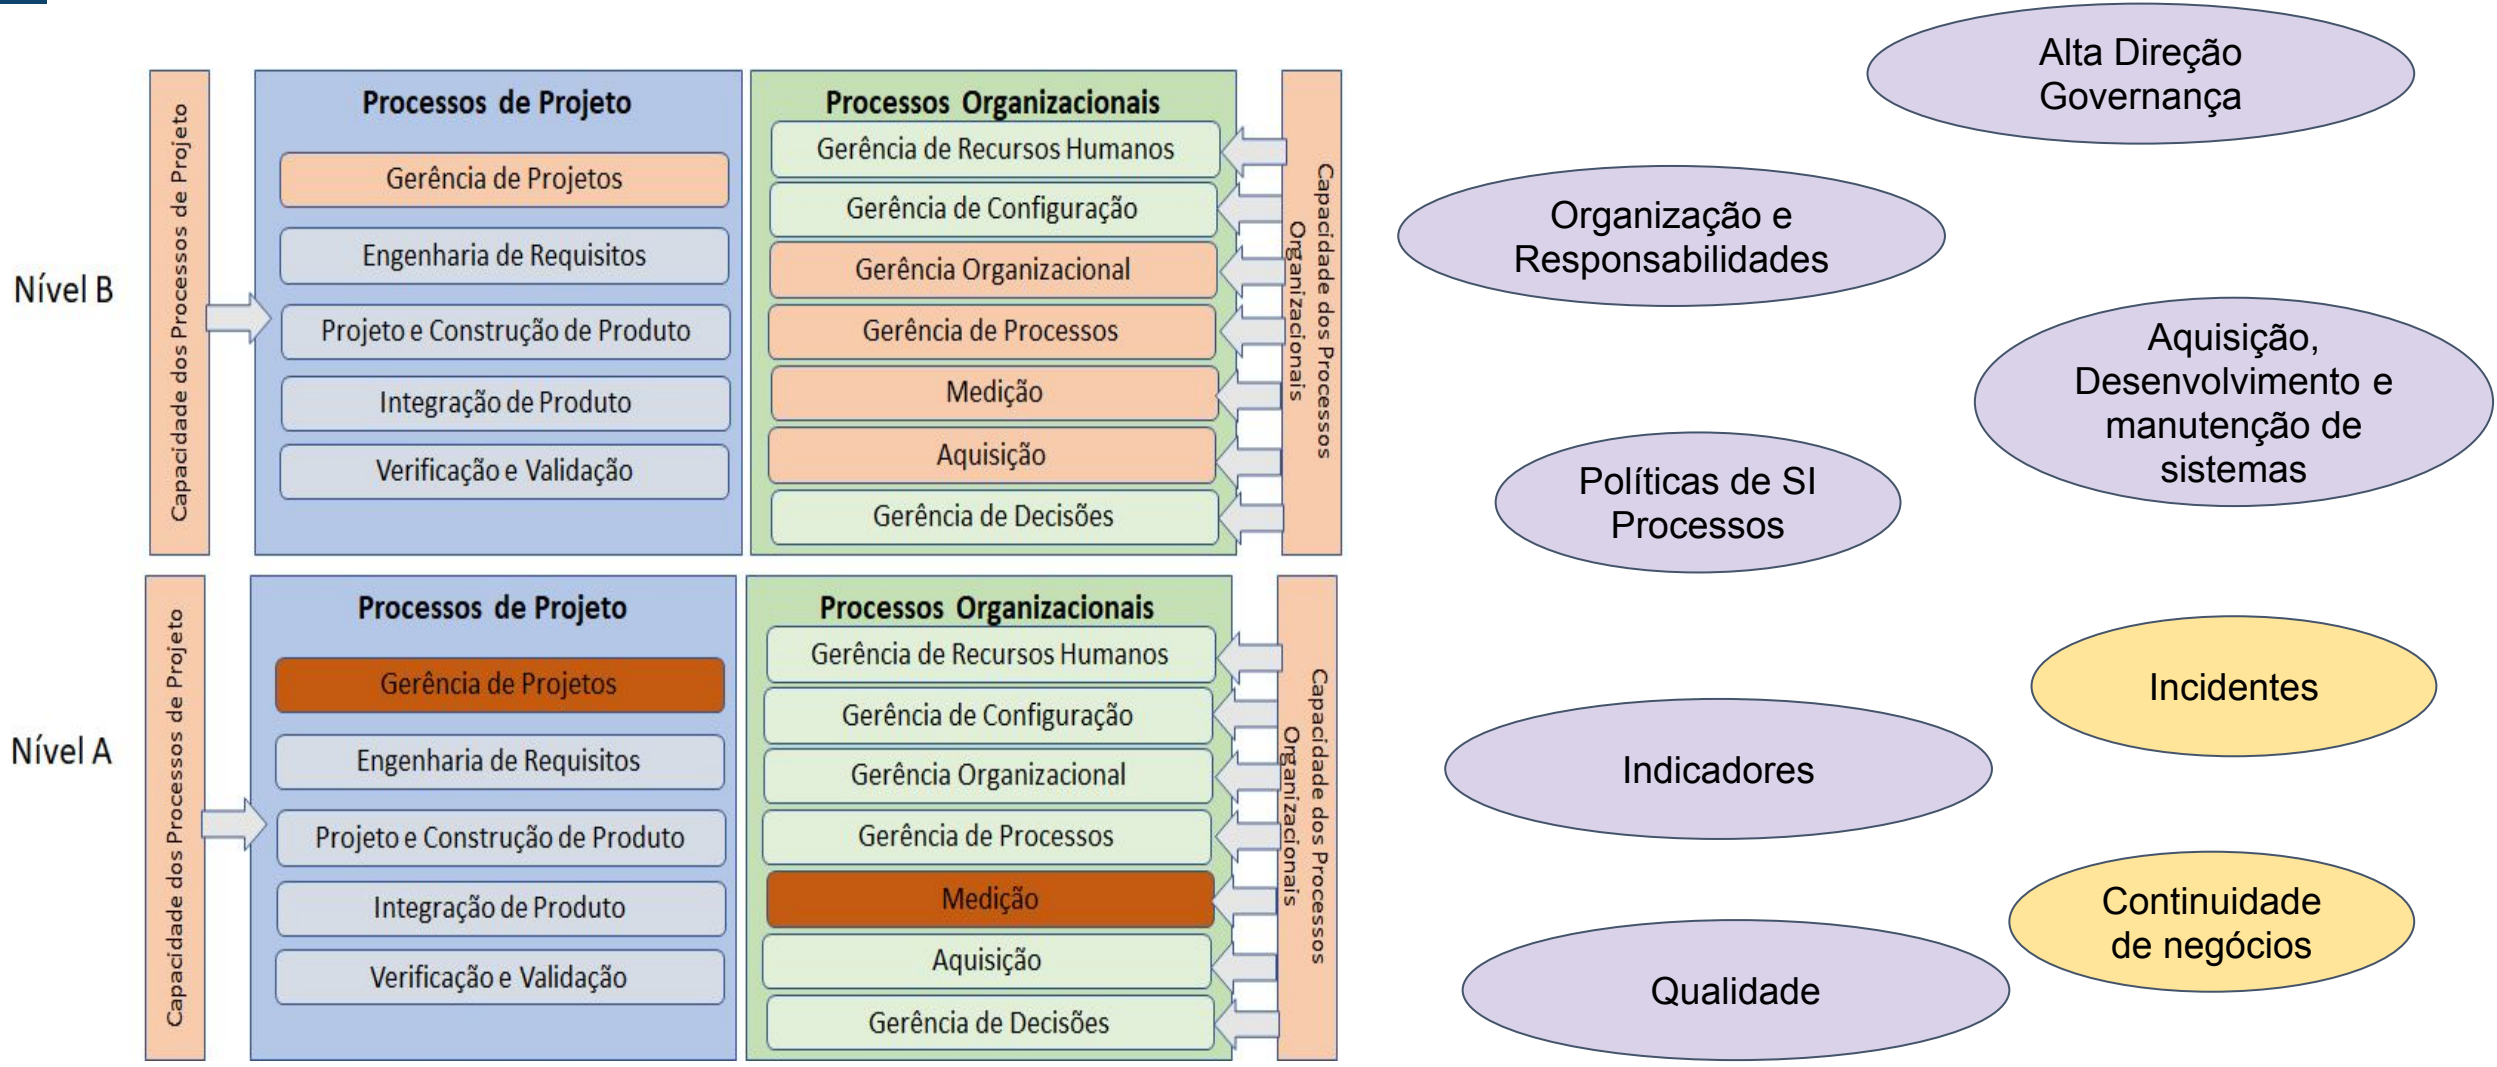 Nível B
Capacidade dos Processos de Projeto
Processos de Projeto
Gerência de Projetos
Engenharia de Requisitos
Projeto e Construção de Produto
Integração de Produto
Verificação e Validação
Processos Organizacionais
Gerência de Recursos Humanos
Gerência de Configuração
Gerência Organizacional
Gerência de Processos
Medição
Aquisição
Gerência de Decisões
Capacidade dos Processos
Organizacionais
Nível A
Capacidade dos Processos de Projeto
Processos de Projeto
Gerência de Projetos
Engenharia de Requisitos
Projeto e Construção de Produto
Integração de Produto
Verificação e Validação
Processos Organizacionais
Gerência de Recursos Humanos
Gerência de Configuração
Gerência Organizacional
Gerência de Processos
Medição
Aquisição
Gerência de Decisões
Capacidade dos Processos
Organizacionais
Alta Direção
Governança
Organização e
Responsabilidades
Aquisição,
Desenvolvimento e
manutenção de
sistemas
Políticas de SI
Processos
Incidentes
Indicadores
Continuidade
de negócios
Qualidade